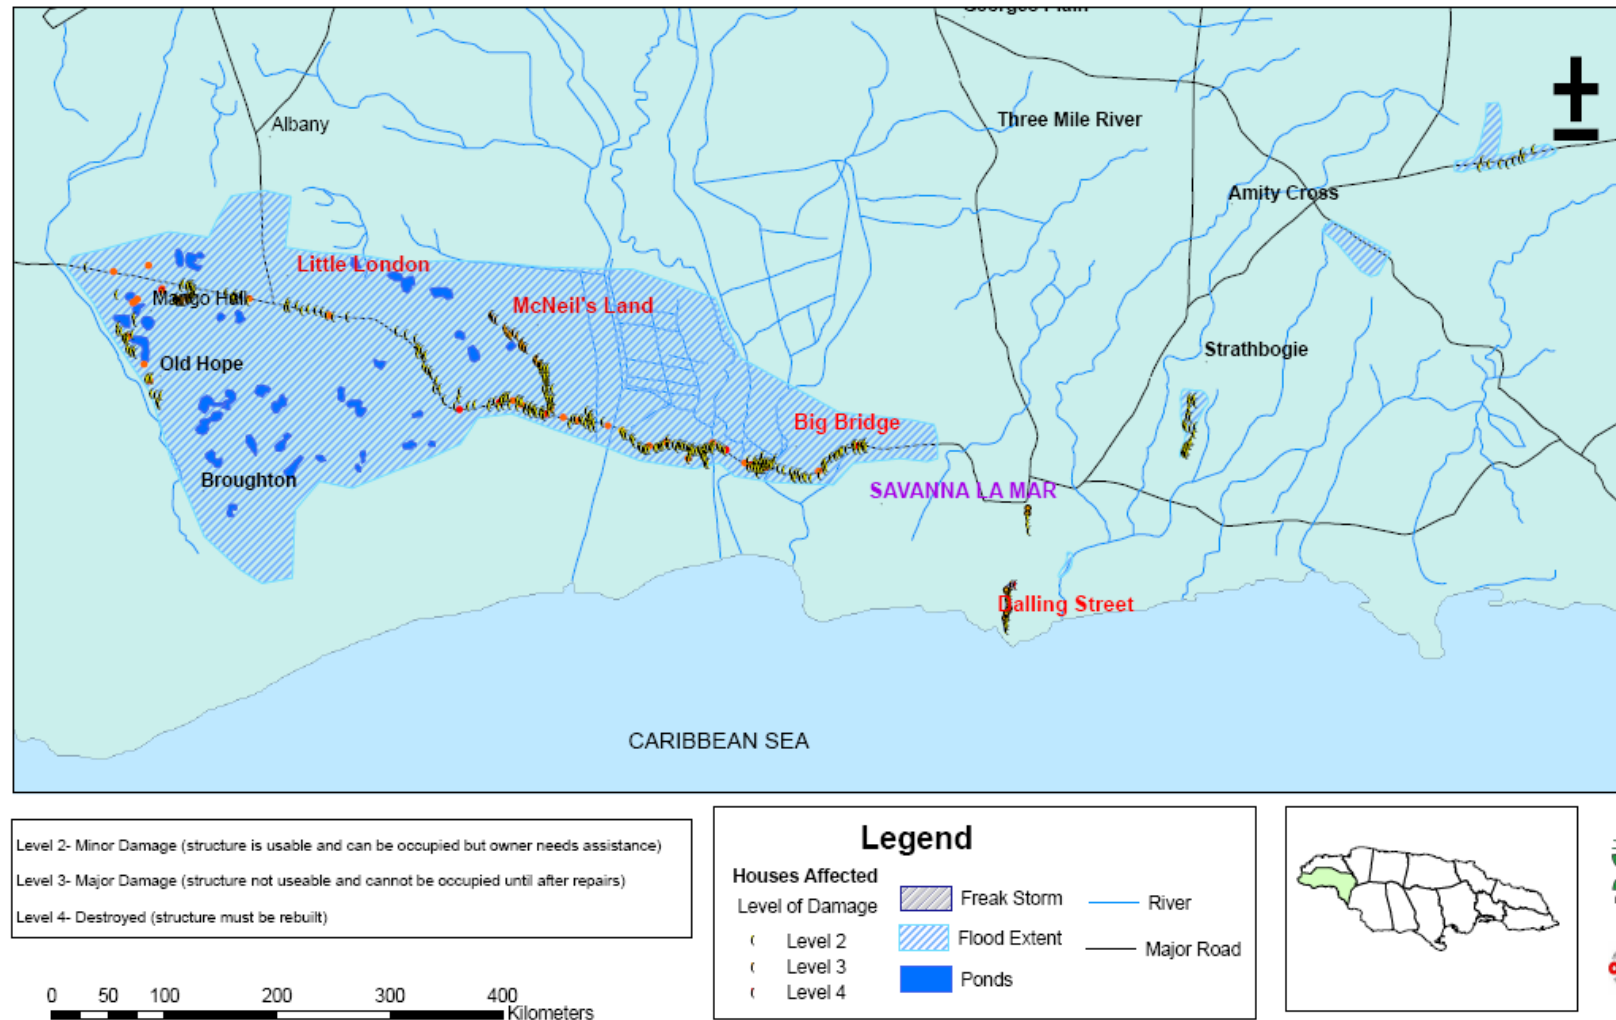 Georges Plain
Three Mile River
Albany
Amity Cross
Little London
Mango Hall
McNeil's Land
Strathbogie
Old Hope
Big Bridge
Broughton
SAVANNA LA MAR
Dalling Street
CARIBBEAN SEA
Level 2- Minor Damage (structure is usable and can be occupied but owner needs assistance)
Level 3- Major Damage (structure not useable and cannot be occupied until after repairs)
Level 4- Destroyed (structure must be rebuilt)
0 50 100 200 300 400
Kilometers
Legend
Houses Affected
Level of Damage
Level 2
Level 3
Level 4
Freak Storm
Flood Extent
Ponds
River
Major Road